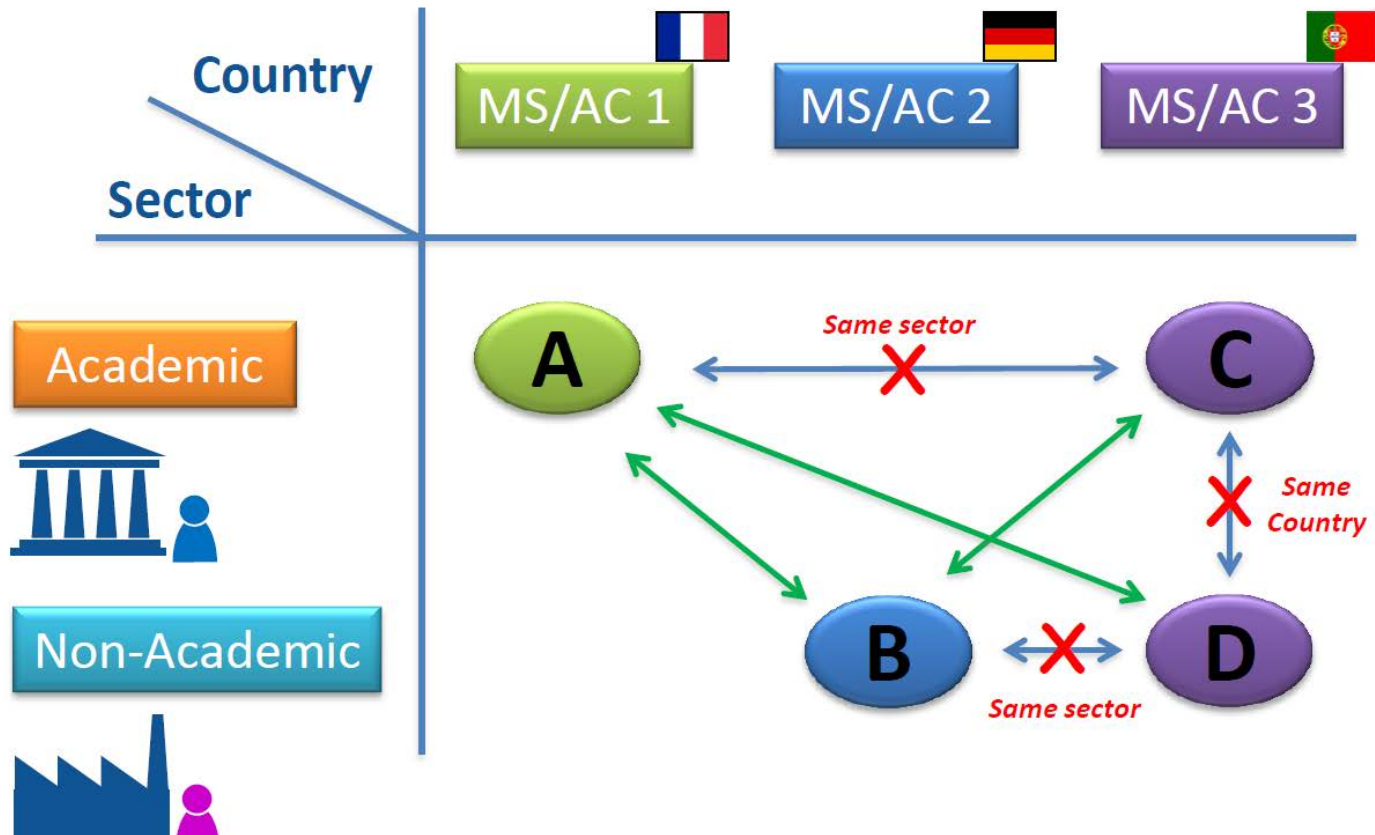 Country
MS/AC 1
MS/AC 2
MS/AC 3
Sector
Academic
A
Same sector
C
Same
Country
Non-Academic
B
D
Same sector